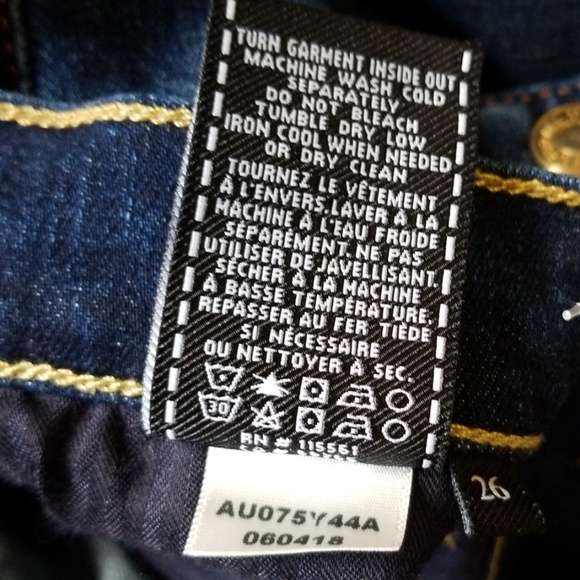 TURN GARMENT INSIDE OUT
MACHINE WASH COLD
SEPARATELY
DO NOT BLEACH
TUMBLE DRY LOW
IRON COOL WHEN NEEDED
OR DRY CLEAN
TOURNEZ LE VÊTEMENT
À L'ENVERS. LAVER À LA
MACHINE À L'EAU FROIDE
SÉPARÉMENT. NE PAS
UTILISER DE JAVELLISANT.
SÉCHER À LA MACHINE
À BASSE TEMPÉRATURE.
REPASSER AU FER TIÈDE
SI NÉCESSAIRE
OU NETTOYER À SEC.
30
RN # 115561
AU075Y44A
060418
26